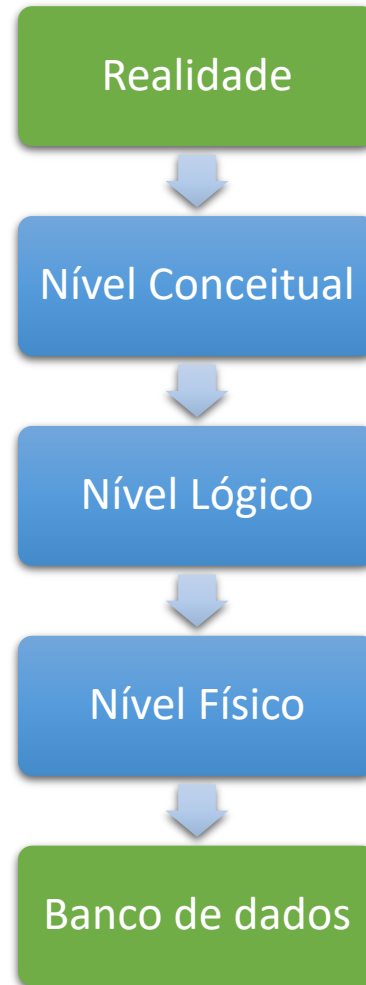 Realidade
Nível Conceitual
Nível Lógico
Nível Físico
Banco de dados